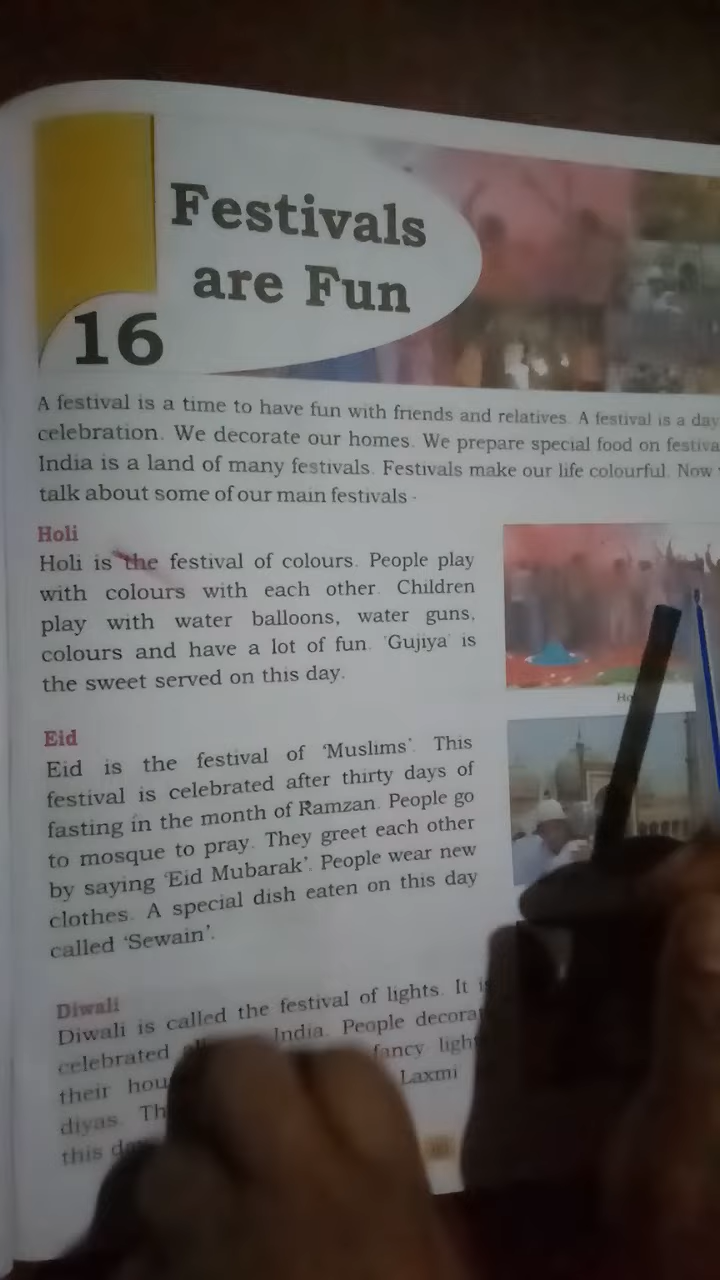 Festivals
are Fun
16
A festival is a time to have fun with friends and relatives. A festival is a day
celebration. We decorate our homes. We prepare special food on
India is a land of many festivals. Festivals make our life colourful. Now
talk about some of our main festivals -
Holi
Holi is the festival of colours. People play
with colours with each other. Children
play with water balloons, water guns,
colours and have a lot of fun. 'Gujiya' is
the sweet served on this day.
Eid
Eid is the festival of 'Muslims'. This
festival is celebrated after thirty days of
fasting in the month of Ramzan. People go
to mosque to pray. They greet each other
by saying 'Eid Mubarak'. People wear new
clothes. A special dish eaten on this day
called 'Sewain'.
Diwali
Diwali is called the festival of lights. It
celebrated India. People
their fancy
diyas. Laxmi
this